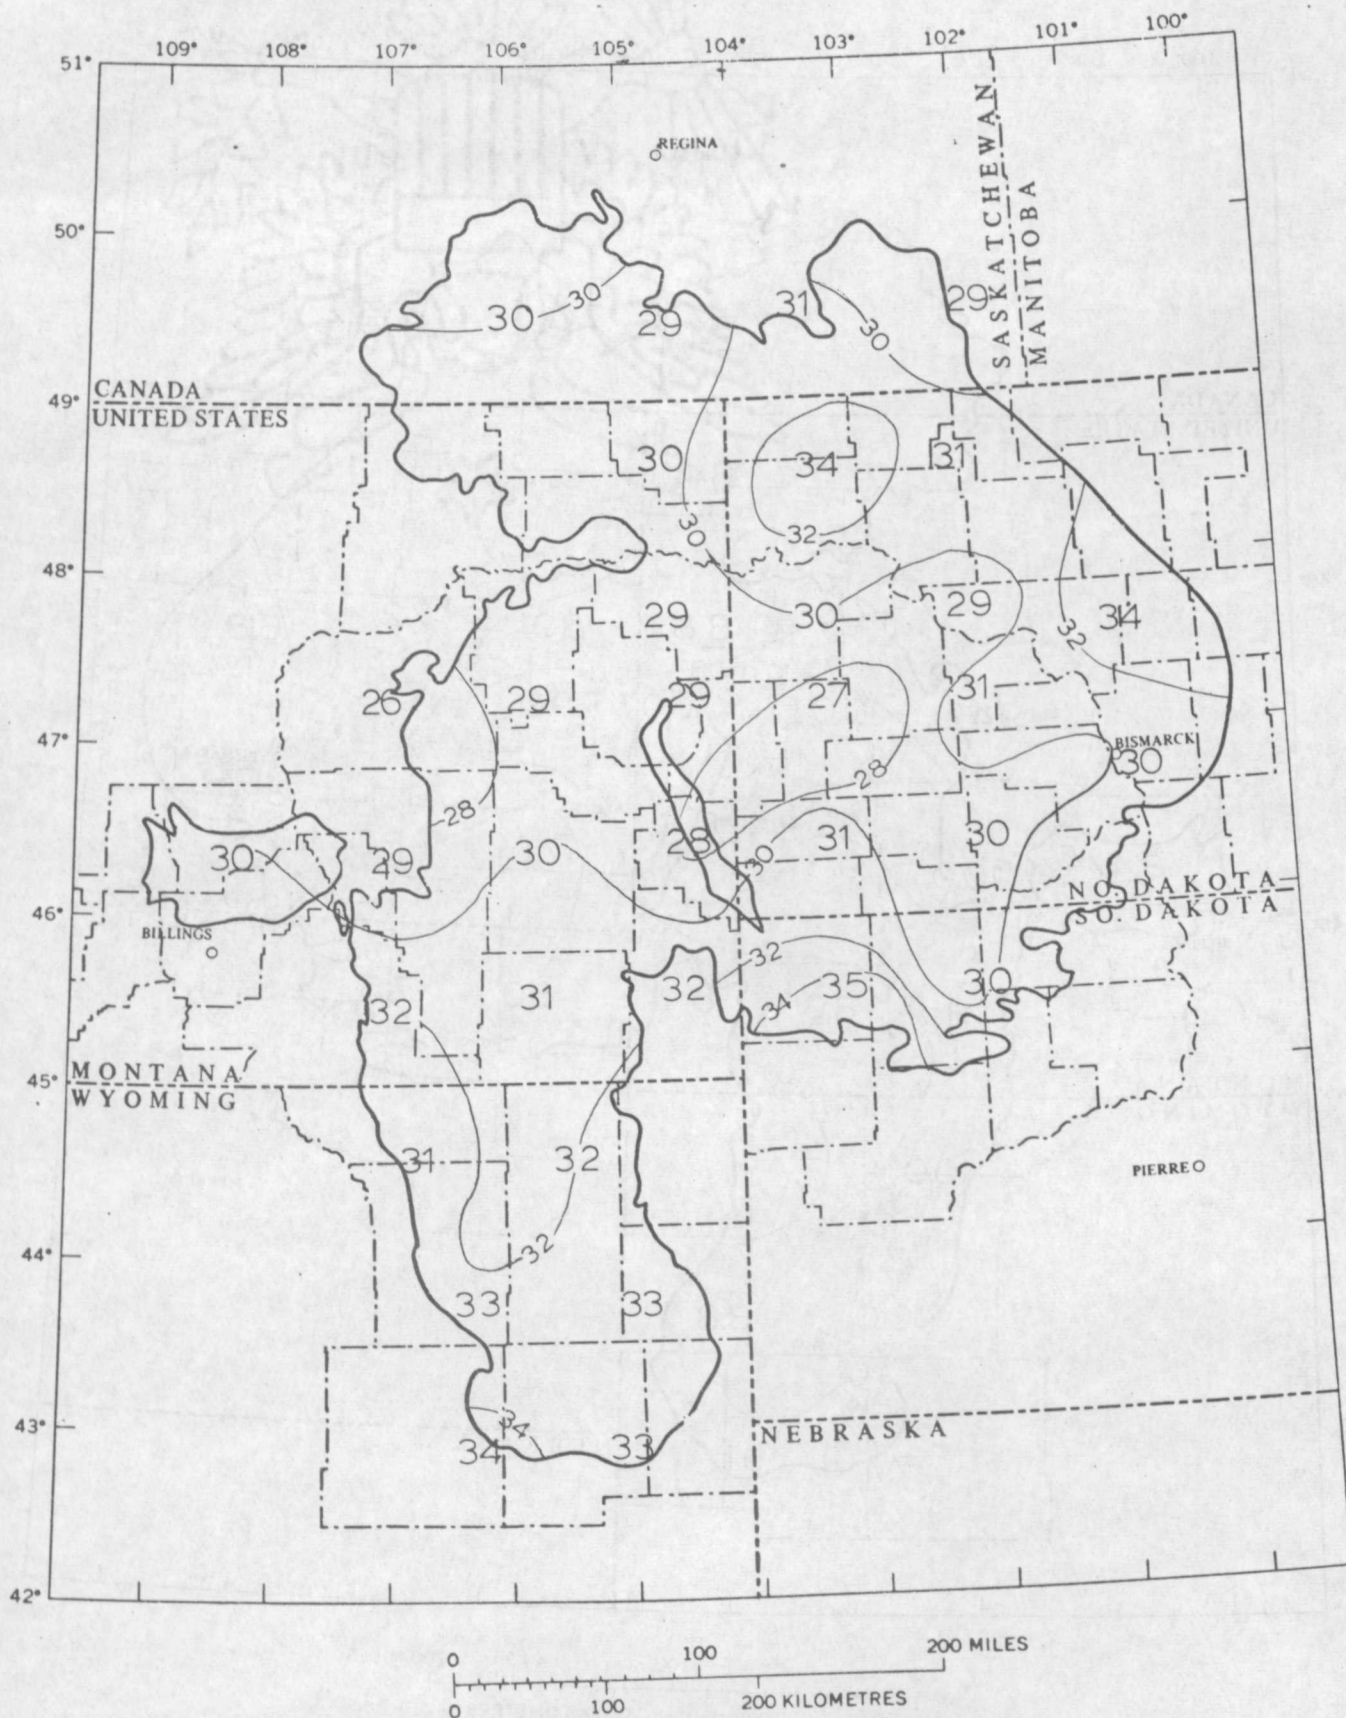 109° 108° 107° 106° 105° 104° 103° 102° 101° 100°
51°
REGINA
SASKATCHEWAN
MANITOBA
50°
30 30 29 31 30 29
CANADA
49°
UNITED STATES
30 34 31
30 32
48°
29 30 29 32 34
26 29 29 27 31
47°
BISMARCK
30
28 28
30 29 30 28 30 31 30
NO. DAKOTA
46°
SO. DAKOTA
BILLINGS
32
32 31 32 34 35 30
MONTANA
45°
WYOMING
31 32
PIERRE
44°
32
33 33
43°
34
34 33
NEBRASKA
42°
0 100 200 MILES
0 100 200 KILOMETRES